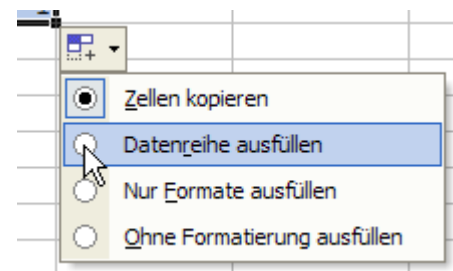 Zellen kopieren
Datenreihe ausfüllen
Nur Formate ausfüllen
Ohne Formatierung ausfüllen